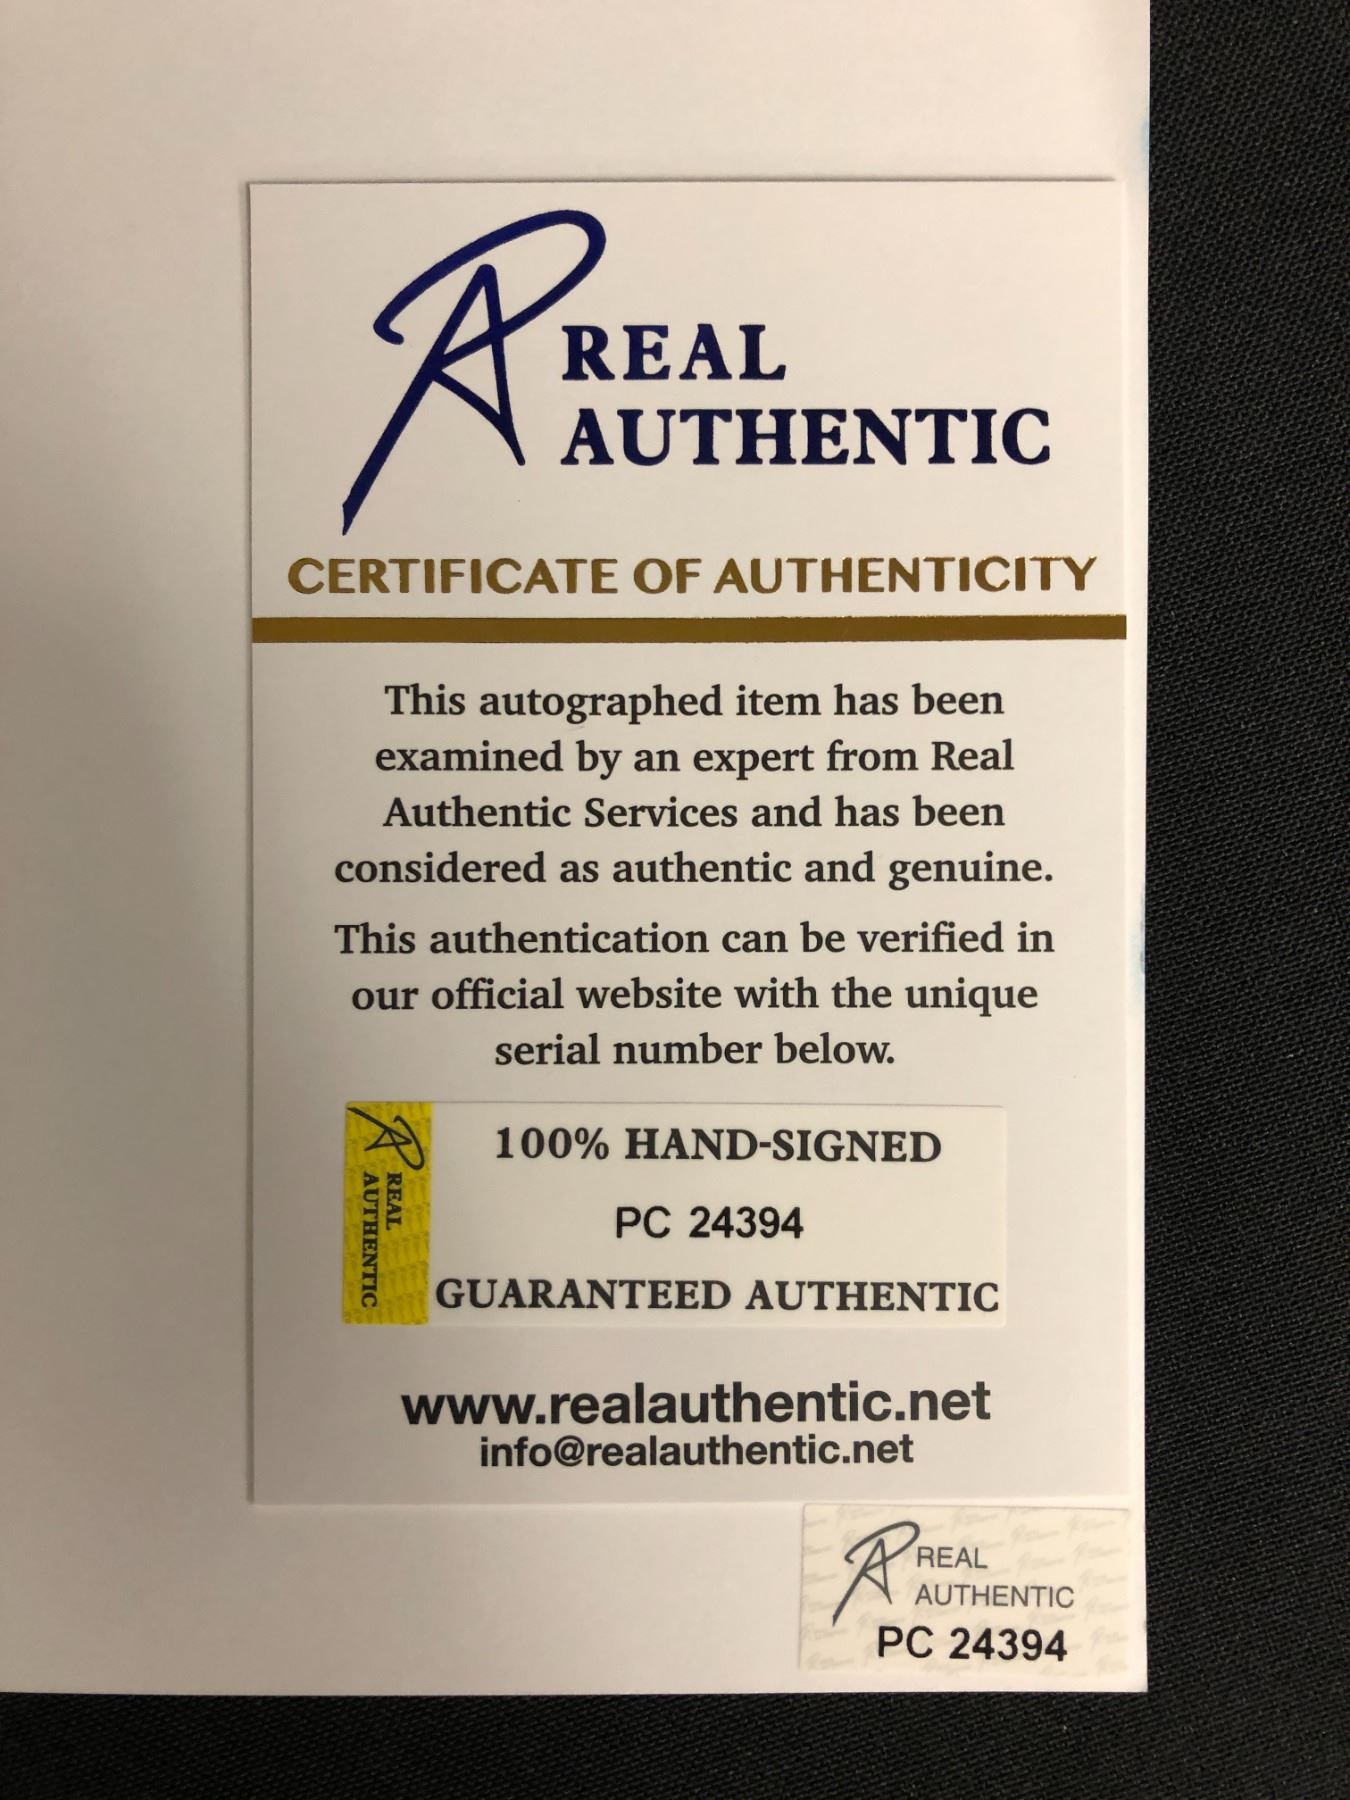 REAL
AUTHENTIC
CERTIFICATE OF AUTHENTICITY
This autographed item has been
examined by an expert from Real
Authentic Services and has been
considered as authentic and genuine.
This authentication can be verified in
our official website with the unique
serial number below.
REAL
AUTHENTIC
100% HAND-SIGNED
PC 24394
GUARANTEED AUTHENTIC
www.realauthentic.net
info@realauthentic.net
REAL
AUTHENTIC
PC 24394